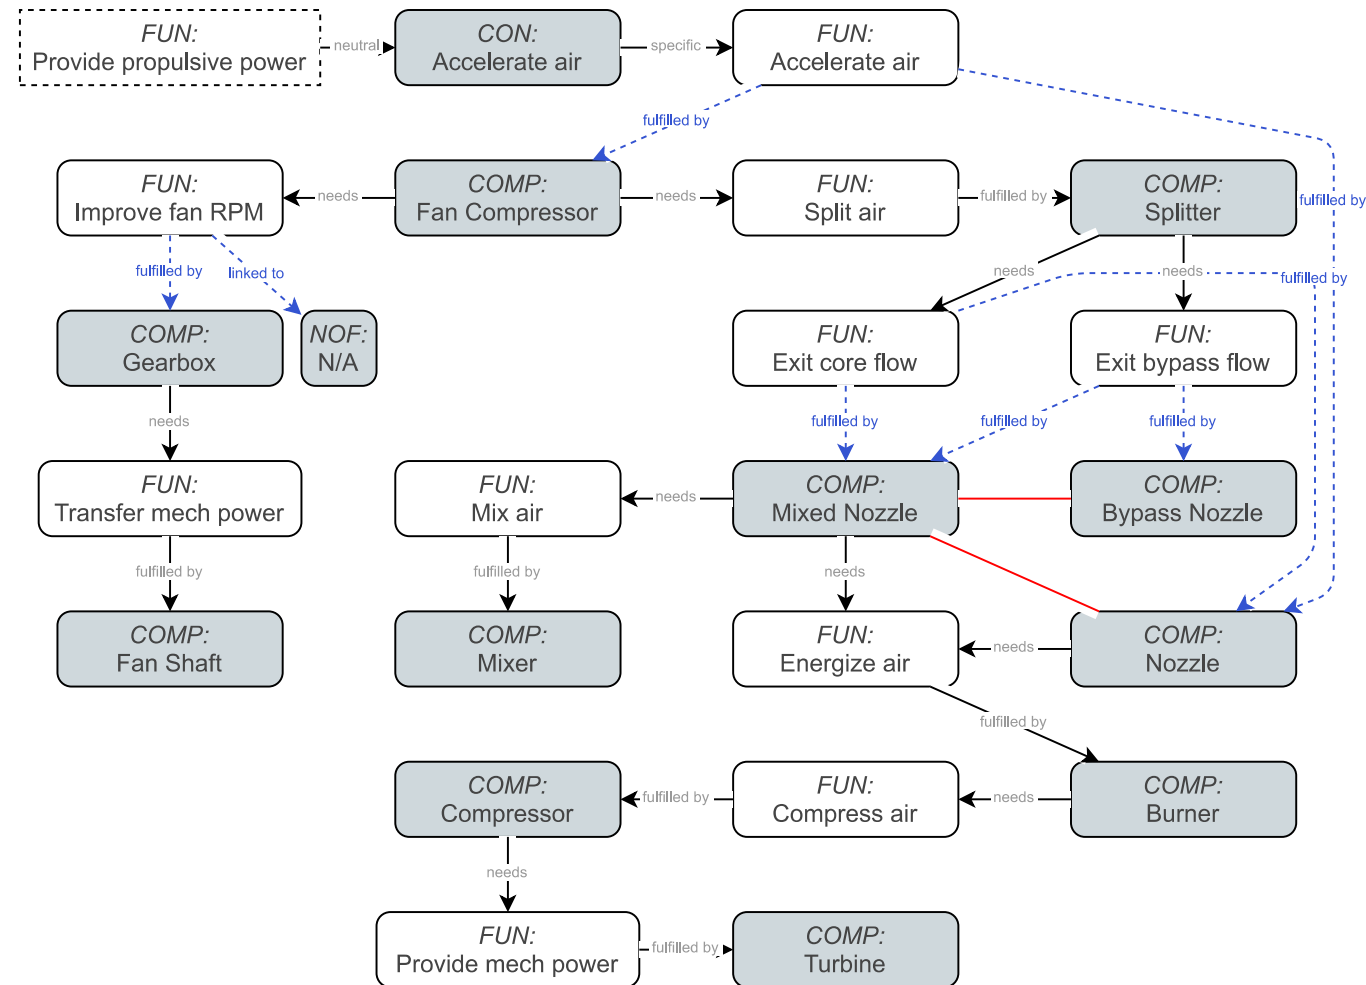 FUN:
Provide propulsive power
neutral
CON:
Accelerate air
specific
FUN:
Accelerate air
fulfilled by
fulfilled by
FUN:
Improve fan RPM
needs
COMP:
Fan Compressor
needs
FUN:
Split air
fulfilled by
COMP:
Splitter
fulfilled by
linked to
needs
needs
fulfilled by
COMP:
Gearbox
NOF:
N/A
FUN:
Exit core flow
FUN:
Exit bypass flow
needs
fulfilled by
fulfilled by
fulfilled by
FUN:
Transfer mech power
FUN:
Mix air
needs
COMP:
Mixed Nozzle
COMP:
Bypass Nozzle
fulfilled by
fulfilled by
needs
COMP:
Fan Shaft
COMP:
Mixer
FUN:
Energize air
needs
COMP:
Nozzle
fulfilled by
COMP:
Compressor
fulfilled by
FUN:
Compress air
needs
COMP:
Burner
needs
FUN:
Provide mech power
fulfilled by
COMP:
Turbine